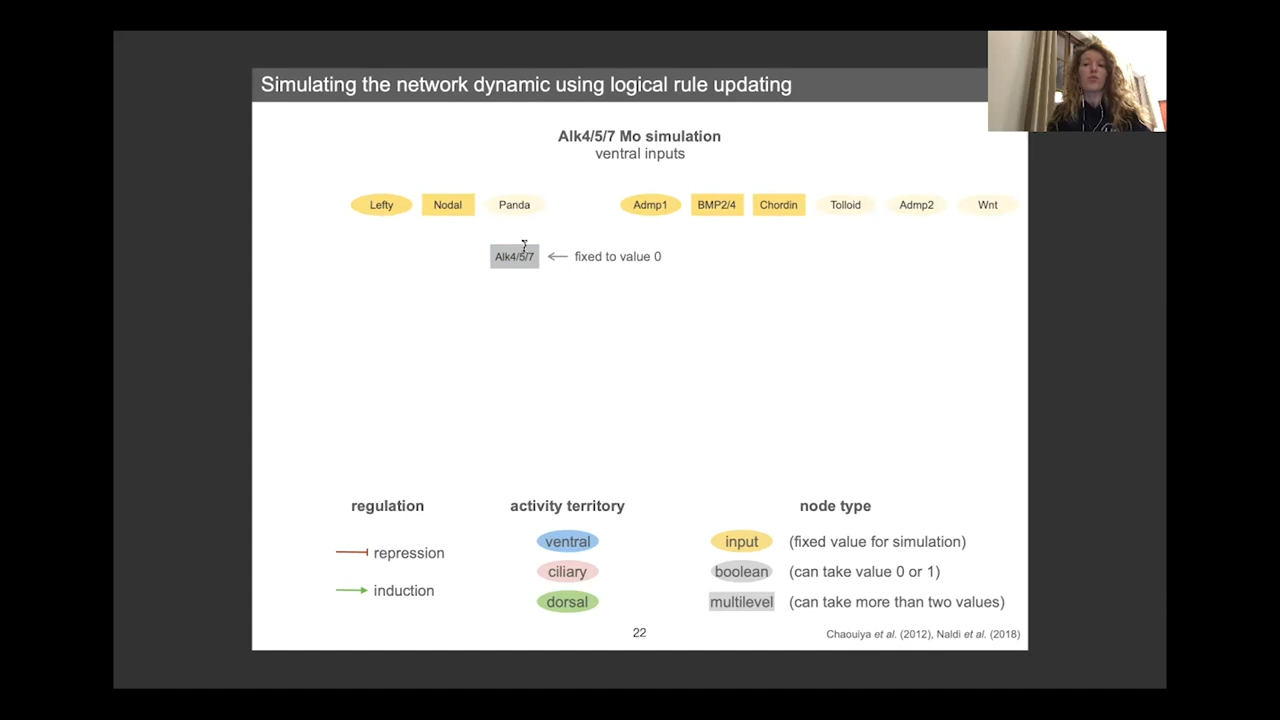 Simulating the network dynamic using logical rule updating
Alk4/5/7 Mo simulation
ventral inputs
Lefty Nodal Panda Admp1 BMP2/4 Chordin Tolloid Admp2 Wnt
Alk4/5/7 fixed to value 0
regulation activity territory node type
ventral input (fixed value for simulation)
repression
ciliary boolean (can take value 0 or 1)
induction
dorsal multilevel (can take more than two values)
22
Chaouiya et al. (2012), Naldi et al. (2018)